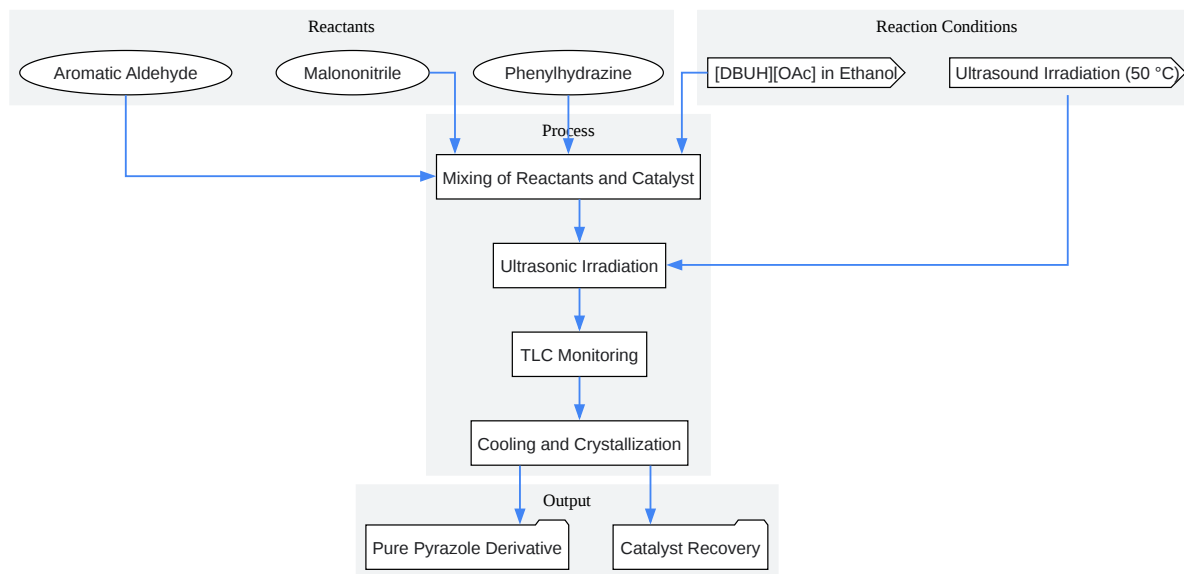 Reactants
Reaction Conditions
Aromatic Aldehyde
Malononitrile
Phenylhydrazine
[DBUH][OAc] in Ethanol
Ultrasound Irradiation (50 °C)
Process
Mixing of Reactants and Catalyst
Ultrasonic Irradiation
TLC Monitoring
Cooling and Crystallization
Output
Pure Pyrazole Derivative
Catalyst Recovery